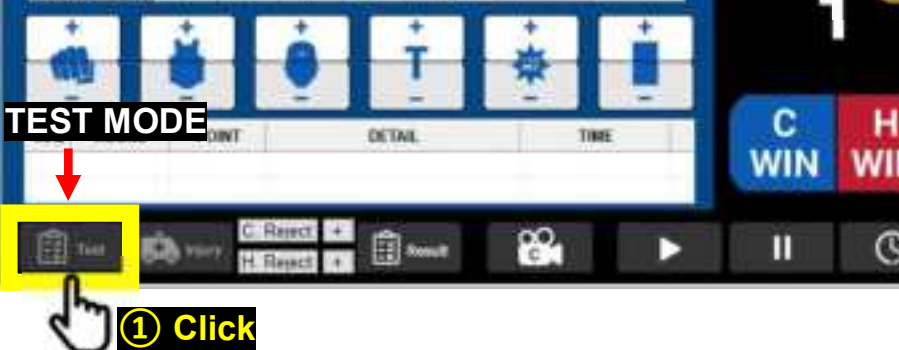 + + + + + +
T
- - - - - -
TEST MODE
POINT DETAIL TIME
C
WIN
H
WI
Test
Injury
C. Reject +
H. Reject +
Result
C
① Click